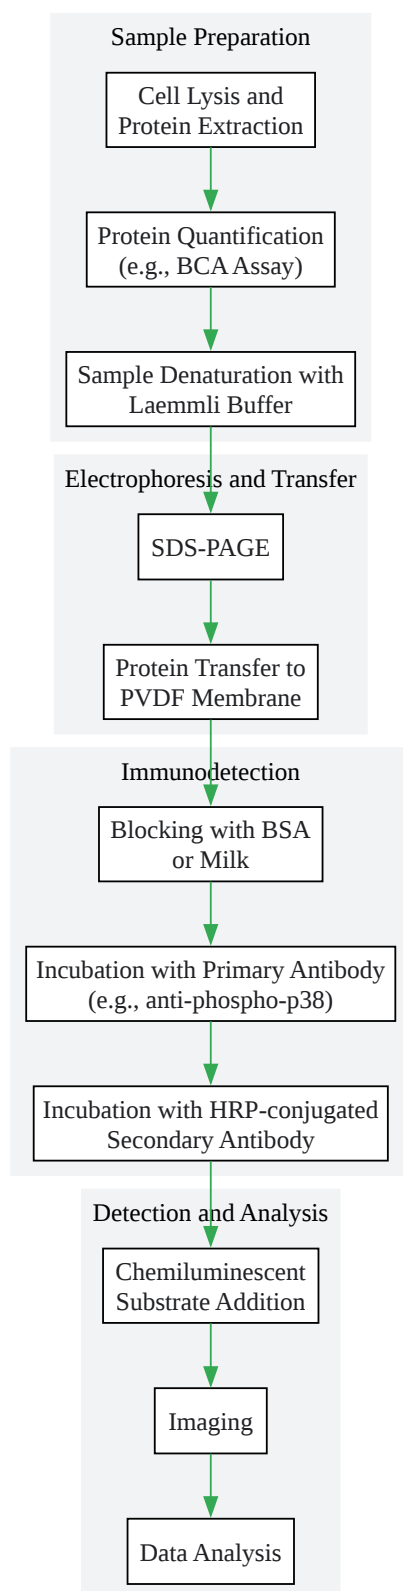 Sample Preparation
Cell Lysis and
Protein Extraction
Protein Quantification
(e.g., BCA Assay)
Sample Denaturation with
Laemmli Buffer
Electrophoresis and Transfer
SDS-PAGE
Protein Transfer to
PVDF Membrane
Immunodetection
Blocking with BSA
or Milk
Incubation with Primary Antibody
(e.g., anti-phospho-p38)
Incubation with HRP-conjugated
Secondary Antibody
Detection and Analysis
Chemiluminescent
Substrate Addition
Imaging
Data Analysis